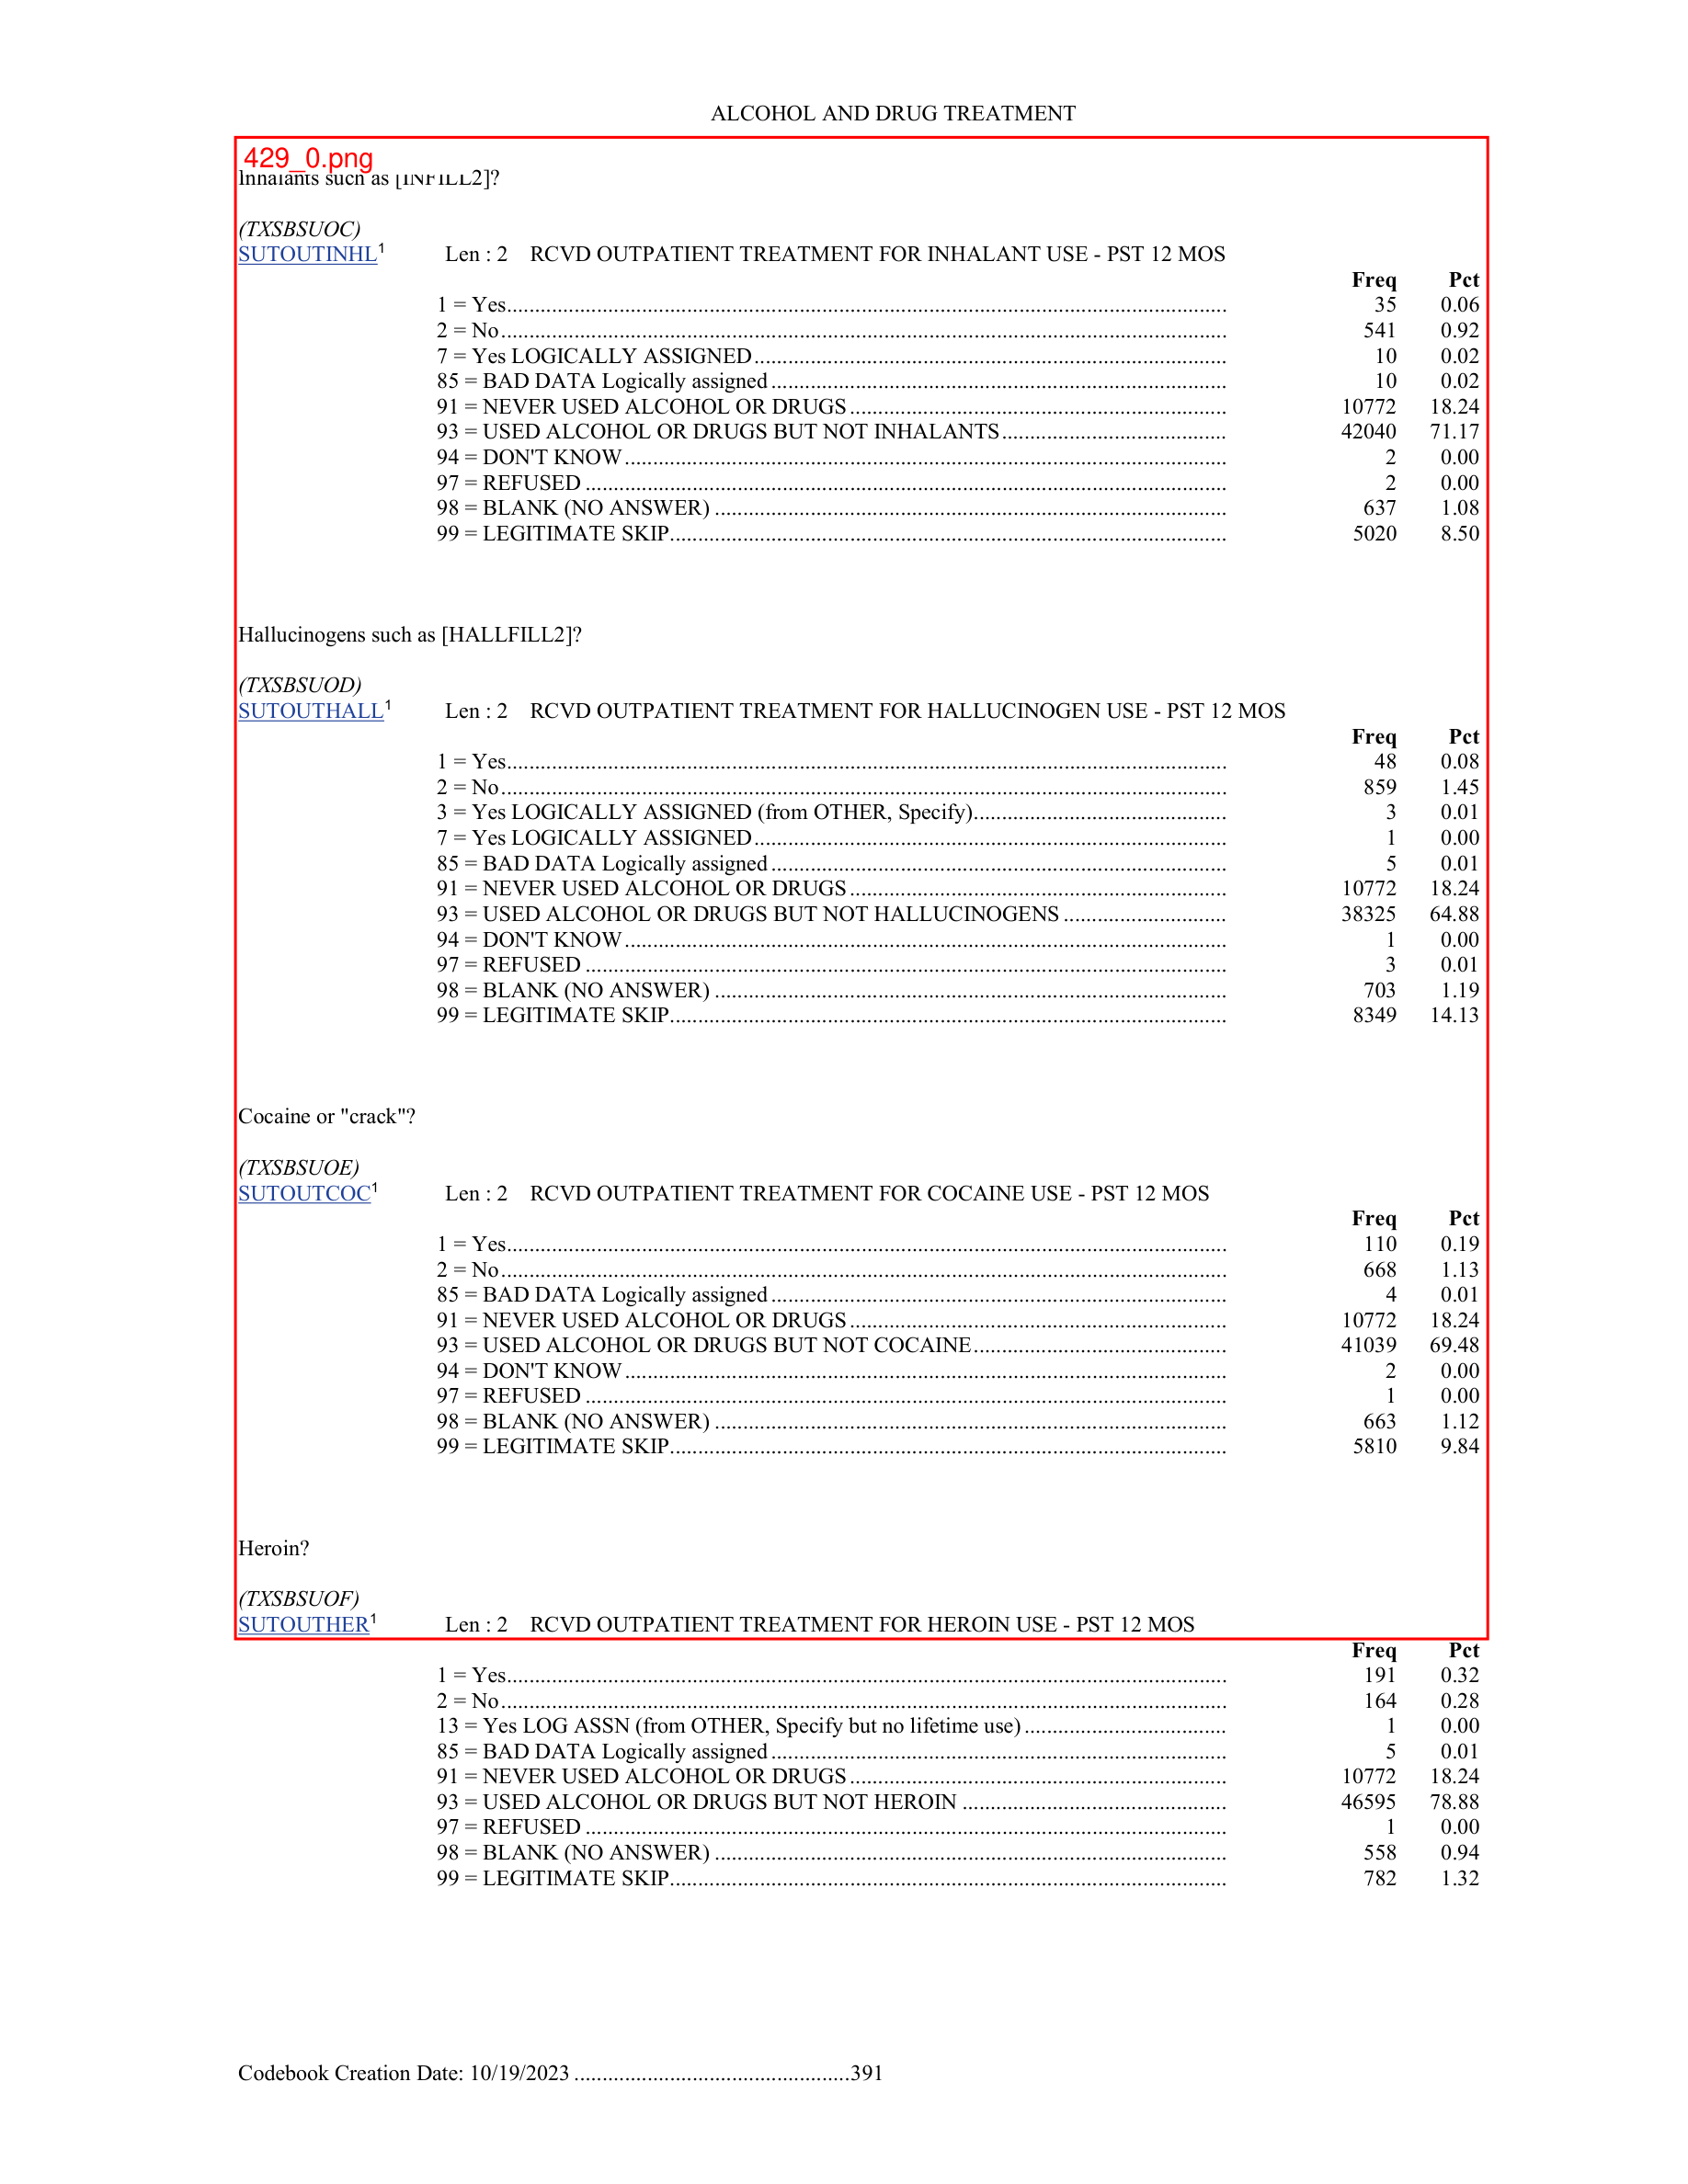 ALCOHOL AND DRUG TREATMENT
429_0.png
Inhalants such as [INFILL2]?
(TXSBSUOC)
SUTOUTINHL1 Len : 2 RCVD OUTPATIENT TREATMENT FOR INHALANT USE - PST 12 MOS
Freq Pct
1 = Yes 35 0.06
2 = No 541 0.92
7 = Yes LOGICALLY ASSIGNED 10 0.02
85 = BAD DATA Logically assigned 10 0.02
91 = NEVER USED ALCOHOL OR DRUGS 10772 18.24
93 = USED ALCOHOL OR DRUGS BUT NOT INHALANTS 42040 71.17
94 = DON'T KNOW 2 0.00
97 = REFUSED 2 0.00
98 = BLANK (NO ANSWER) 637 1.08
99 = LEGITIMATE SKIP 5020 8.50
Hallucinogens such as [HALLFILL2]?
(TXSBSUOD)
SUTOUTHALL1 Len : 2 RCVD OUTPATIENT TREATMENT FOR HALLUCINOGEN USE - PST 12 MOS
Freq Pct
1 = Yes 48 0.08
2 = No 859 1.45
3 = Yes LOGICALLY ASSIGNED (from OTHER, Specify) 3 0.01
7 = Yes LOGICALLY ASSIGNED 1 0.00
85 = BAD DATA Logically assigned 5 0.01
91 = NEVER USED ALCOHOL OR DRUGS 10772 18.24
93 = USED ALCOHOL OR DRUGS BUT NOT HALLUCINOGENS 38325 64.88
94 = DON'T KNOW 1 0.00
97 = REFUSED 3 0.01
98 = BLANK (NO ANSWER) 703 1.19
99 = LEGITIMATE SKIP 8349 14.13
Cocaine or "crack"?
(TXSBSUOE)
SUTOUTCOC1 Len : 2 RCVD OUTPATIENT TREATMENT FOR COCAINE USE - PST 12 MOS
Freq Pct
1 = Yes 110 0.19
2 = No 668 1.13
85 = BAD DATA Logically assigned 4 0.01
91 = NEVER USED ALCOHOL OR DRUGS 10772 18.24
93 = USED ALCOHOL OR DRUGS BUT NOT COCAINE 41039 69.48
94 = DON'T KNOW 2 0.00
97 = REFUSED 1 0.00
98 = BLANK (NO ANSWER) 663 1.12
99 = LEGITIMATE SKIP 5810 9.84
Heroin?
(TXSBSUOF)
SUTOUTHER1 Len : 2 RCVD OUTPATIENT TREATMENT FOR HEROIN USE - PST 12 MOS
Freq Pct
1 = Yes 191 0.32
2 = No 164 0.28
13 = Yes LOG ASSN (from OTHER, Specify but no lifetime use) 1 0.00
85 = BAD DATA Logically assigned 5 0.01
91 = NEVER USED ALCOHOL OR DRUGS 10772 18.24
93 = USED ALCOHOL OR DRUGS BUT NOT HEROIN 46595 78.88
97 = REFUSED 1 0.00
98 = BLANK (NO ANSWER) 558 0.94
99 = LEGITIMATE SKIP 782 1.32
Codebook Creation Date: 10/19/2023 391